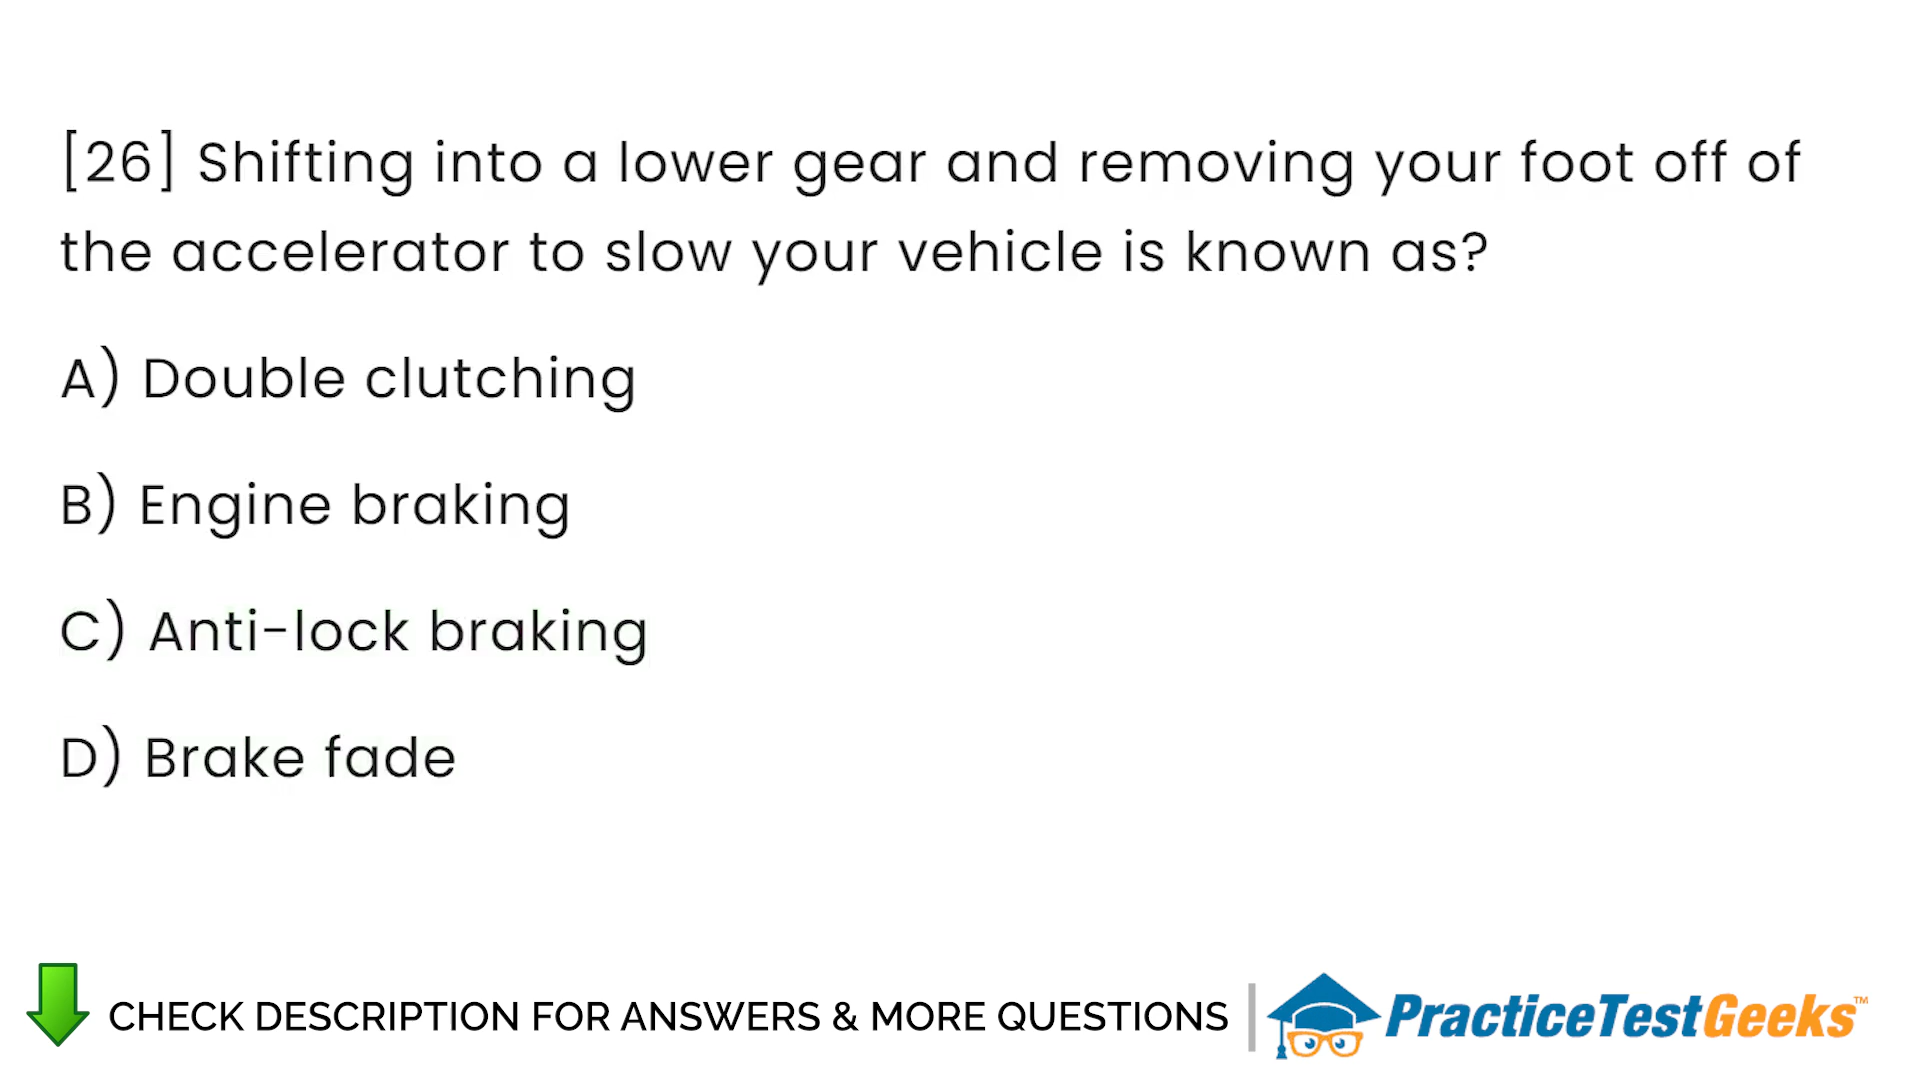 [26] Shifting into a lower gear and removing your foot off of
the accelerator to slow your vehicle is known as?
A) Double clutching
B) Engine braking
C) Anti-lock braking
D) Brake fade
CHECK DESCRIPTION FOR ANSWERS & MORE QUESTIONS
PracticeTestGeeks™